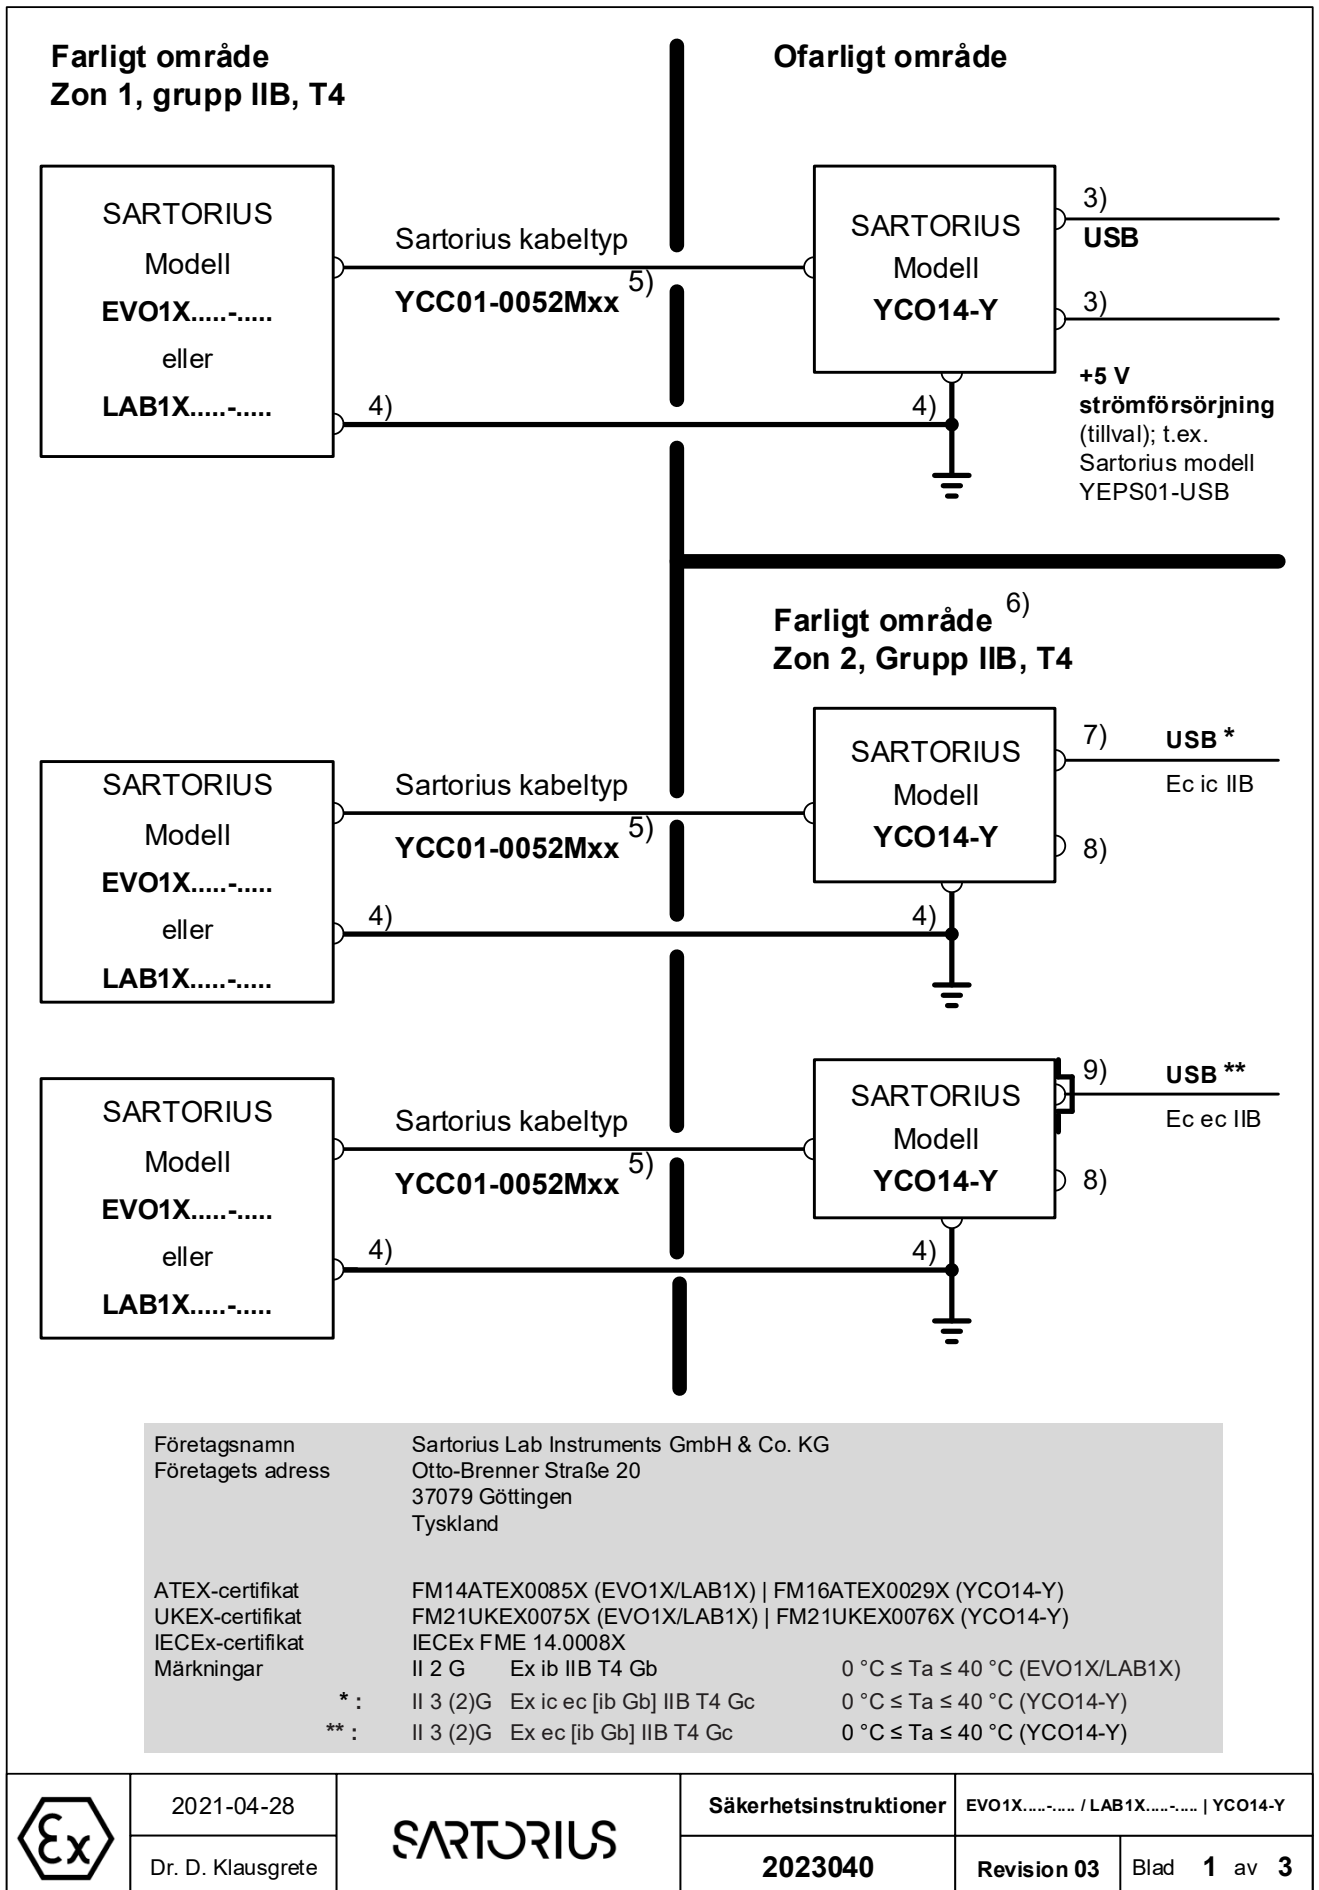 Farligt område
Zon 1, grupp IIB, T4
Ofarligt område
SARTORIUS
Modell
EVO1X.....-.....
eller
LAB1X.....-.....
Sartorius kabeltyp
YCC01-0052Mxx 5)
4)
4)
SARTORIUS
Modell
YCO14-Y
3)
USB
3)
+5 V
strömförsörjning
(tillval); t.ex.
Sartorius modell
YEPS01-USB
Farligt område 6)
Zon 2, Grupp IIB, T4
SARTORIUS
Modell
EVO1X.....-.....
eller
LAB1X.....-.....
Sartorius kabeltyp
YCC01-0052Mxx 5)
4)
4)
SARTORIUS
Modell
YCO14-Y
7) USB *
Ec ic IIB
8)
SARTORIUS
Modell
EVO1X.....-.....
eller
LAB1X.....-.....
Sartorius kabeltyp
YCC01-0052Mxx 5)
4)
4)
SARTORIUS
Modell
YCO14-Y
9) USB **
Ec ec IIB
8)
Företagsnamn Sartorius Lab Instruments GmbH & Co. KG
Företagets adress Otto-Brenner Straße 20
37079 Göttingen
Tyskland
ATEX-certifikat FM14ATEX0085X (EVO1X/LAB1X) | FM16ATEX0029X (YCO14-Y)
UKEX-certifikat FM21UKEX0075X (EVO1X/LAB1X) | FM21UKEX0076X (YCO14-Y)
IECEx-certifikat IECEx FME 14.0008X
Märkningar II 2 G Ex ib IIB T4 Gb 0 °C ≤ Ta ≤ 40 °C (EVO1X/LAB1X)
* : II 3 (2)G Ex ic ec [ib Gb] IIB T4 Gc 0 °C ≤ Ta ≤ 40 °C (YCO14-Y)
** : II 3 (2)G Ex ec [ib Gb] IIB T4 Gc 0 °C ≤ Ta ≤ 40 °C (YCO14-Y)
Ex
2021-04-28
Dr. D. Klausgrete
SARTORIUS
Säkerhetsinstruktioner
2023040
EVO1X.....-..... / LAB1X.....-..... | YCO14-Y
Revision 03
Blad 1 av 3